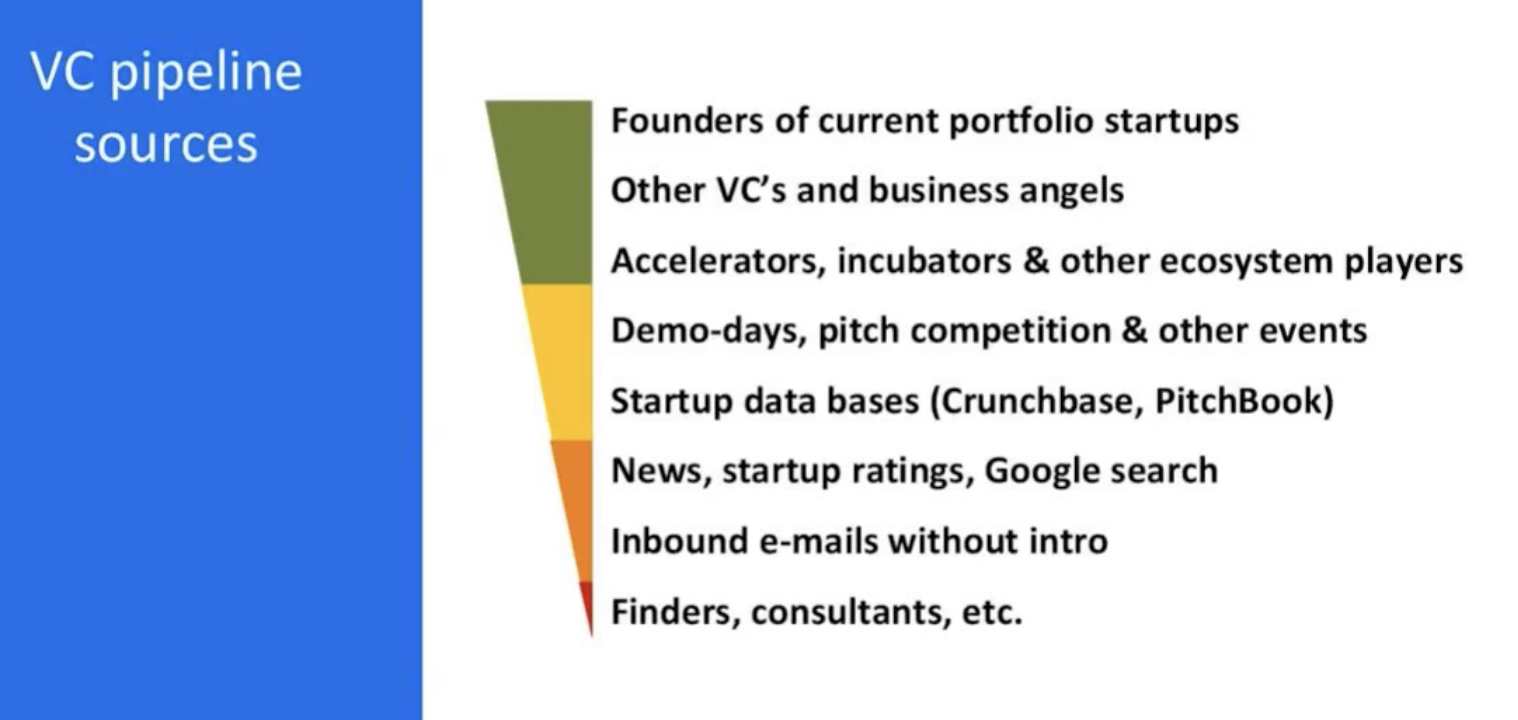 VC pipeline
sources
Founders of current portfolio startups
Other VC’s and business angels
Accelerators, incubators & other ecosystem players
Demo-days, pitch competition & other events
Startup data bases (Crunchbase, PitchBook)
News, startup ratings, Google search
Inbound e-mails without intro
Finders, consultants, etc.